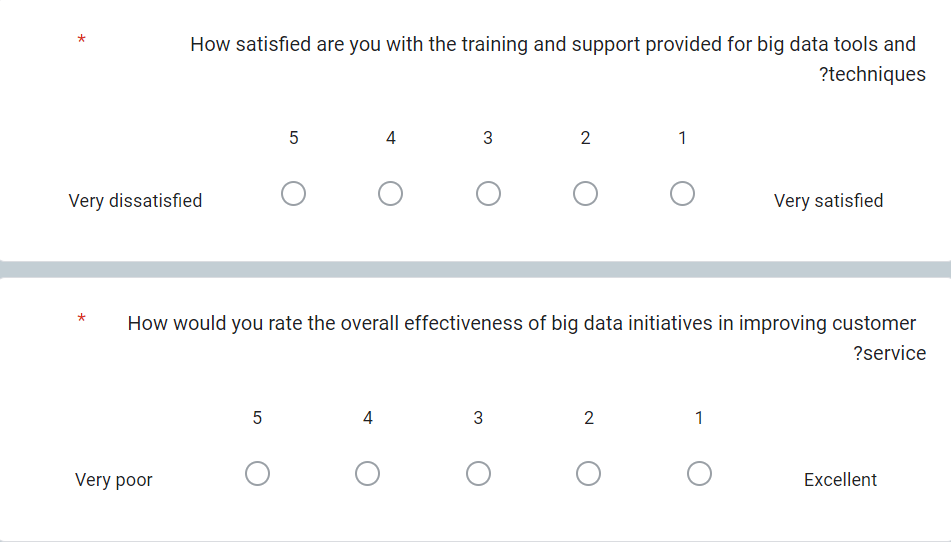 * How satisfied are you with the training and support provided for big data tools and
?techniques
5 4 3 2 1
Very dissatisfied Very satisfied
* How would you rate the overall effectiveness of big data initiatives in improving customer
?service
5 4 3 2 1
Very poor Excellent